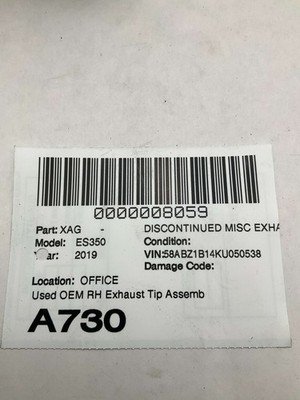 0000008059
Part: XAG - DISCONTINUED MISC EXHA
Model: ES350 Condition:
Year: 2019 VIN:58ABZ1B14KU050538
Damage Code:
Location: OFFICE
Used OEM RH Exhaust Tip Assemb
A730